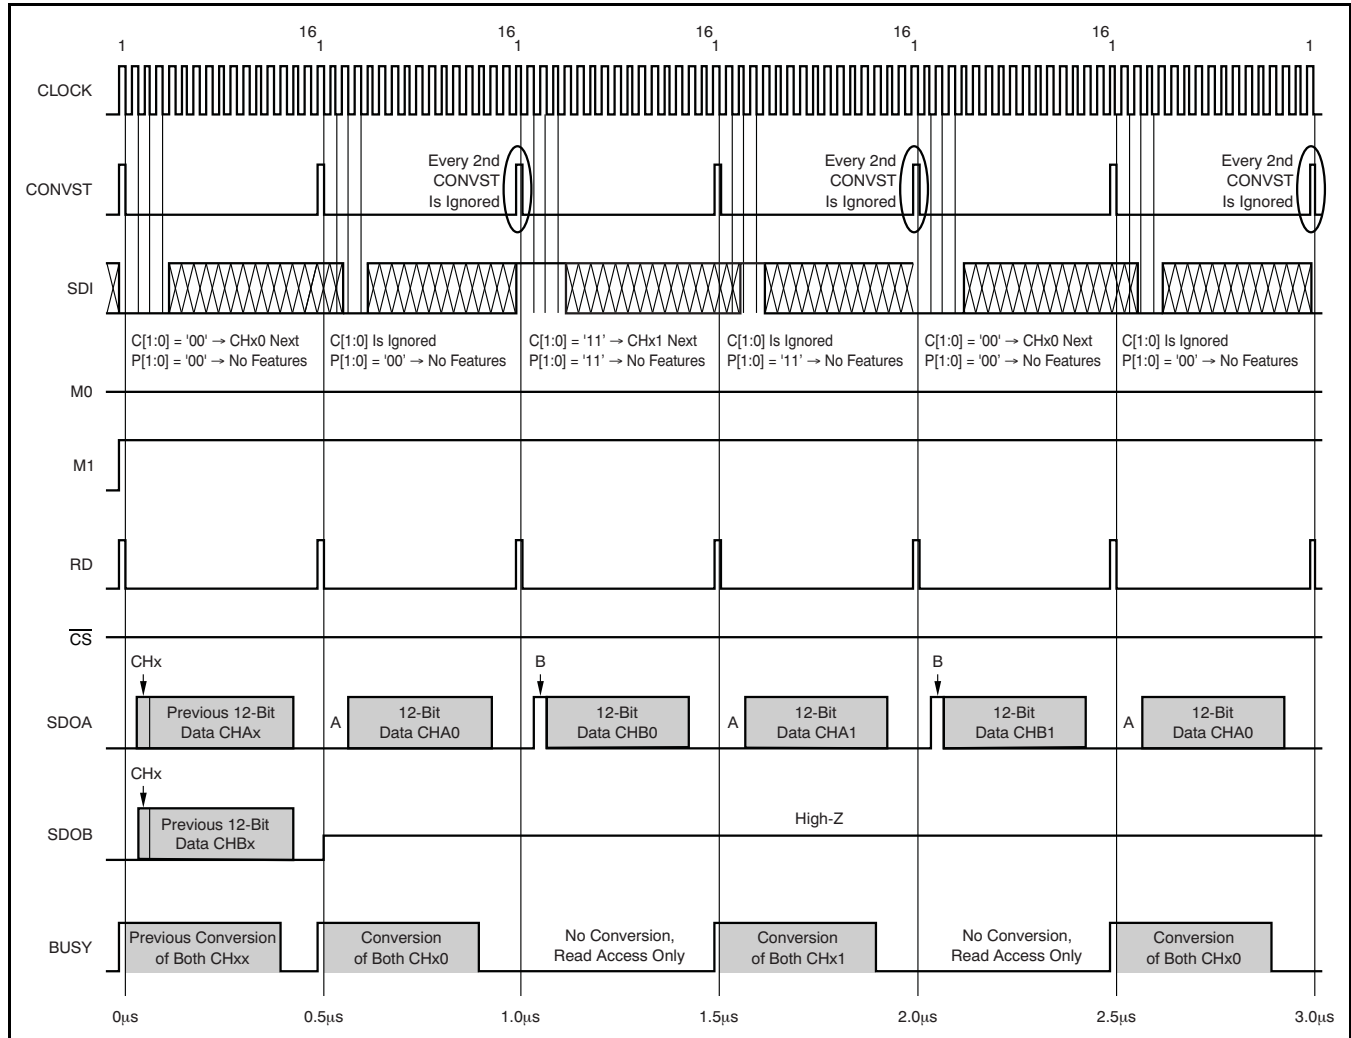 16 16 16 16 16
1 1 1 1 1 1 1
CLOCK
CONVST
Every 2nd
CONVST
Is Ignored
Every 2nd
CONVST
Is Ignored
Every 2nd
CONVST
Is Ignored
SDI
C[1:0] = '00' → CHx0 Next
P[1:0] = '00' → No Features
C[1:0] Is Ignored
P[1:0] = '00' → No Features
C[1:0] = '11' → CHx1 Next
P[1:0] = '11' → No Features
C[1:0] Is Ignored
P[1:0] = '11' → No Features
C[1:0] = '00' → CHx0 Next
P[1:0] = '00' → No Features
C[1:0] Is Ignored
P[1:0] = '00' → No Features
M0
M1
RD
CS
CHx
B
B
SDOA
Previous 12-Bit
Data CHAx
A
12-Bit
Data CHA0
12-Bit
Data CHB0
A
12-Bit
Data CHA1
12-Bit
Data CHB1
A
12-Bit
Data CHA0
CHx
SDOB
Previous 12-Bit
Data CHBx
High-Z
BUSY
Previous Conversion
of Both CHxx
Conversion
of Both CHx0
No Conversion,
Read Access Only
Conversion
of Both CHx1
No Conversion,
Read Access Only
Conversion
of Both CHx0
0μs 0.5μs 1.0μs 1.5μs 2.0μs 2.5μs 3.0μs